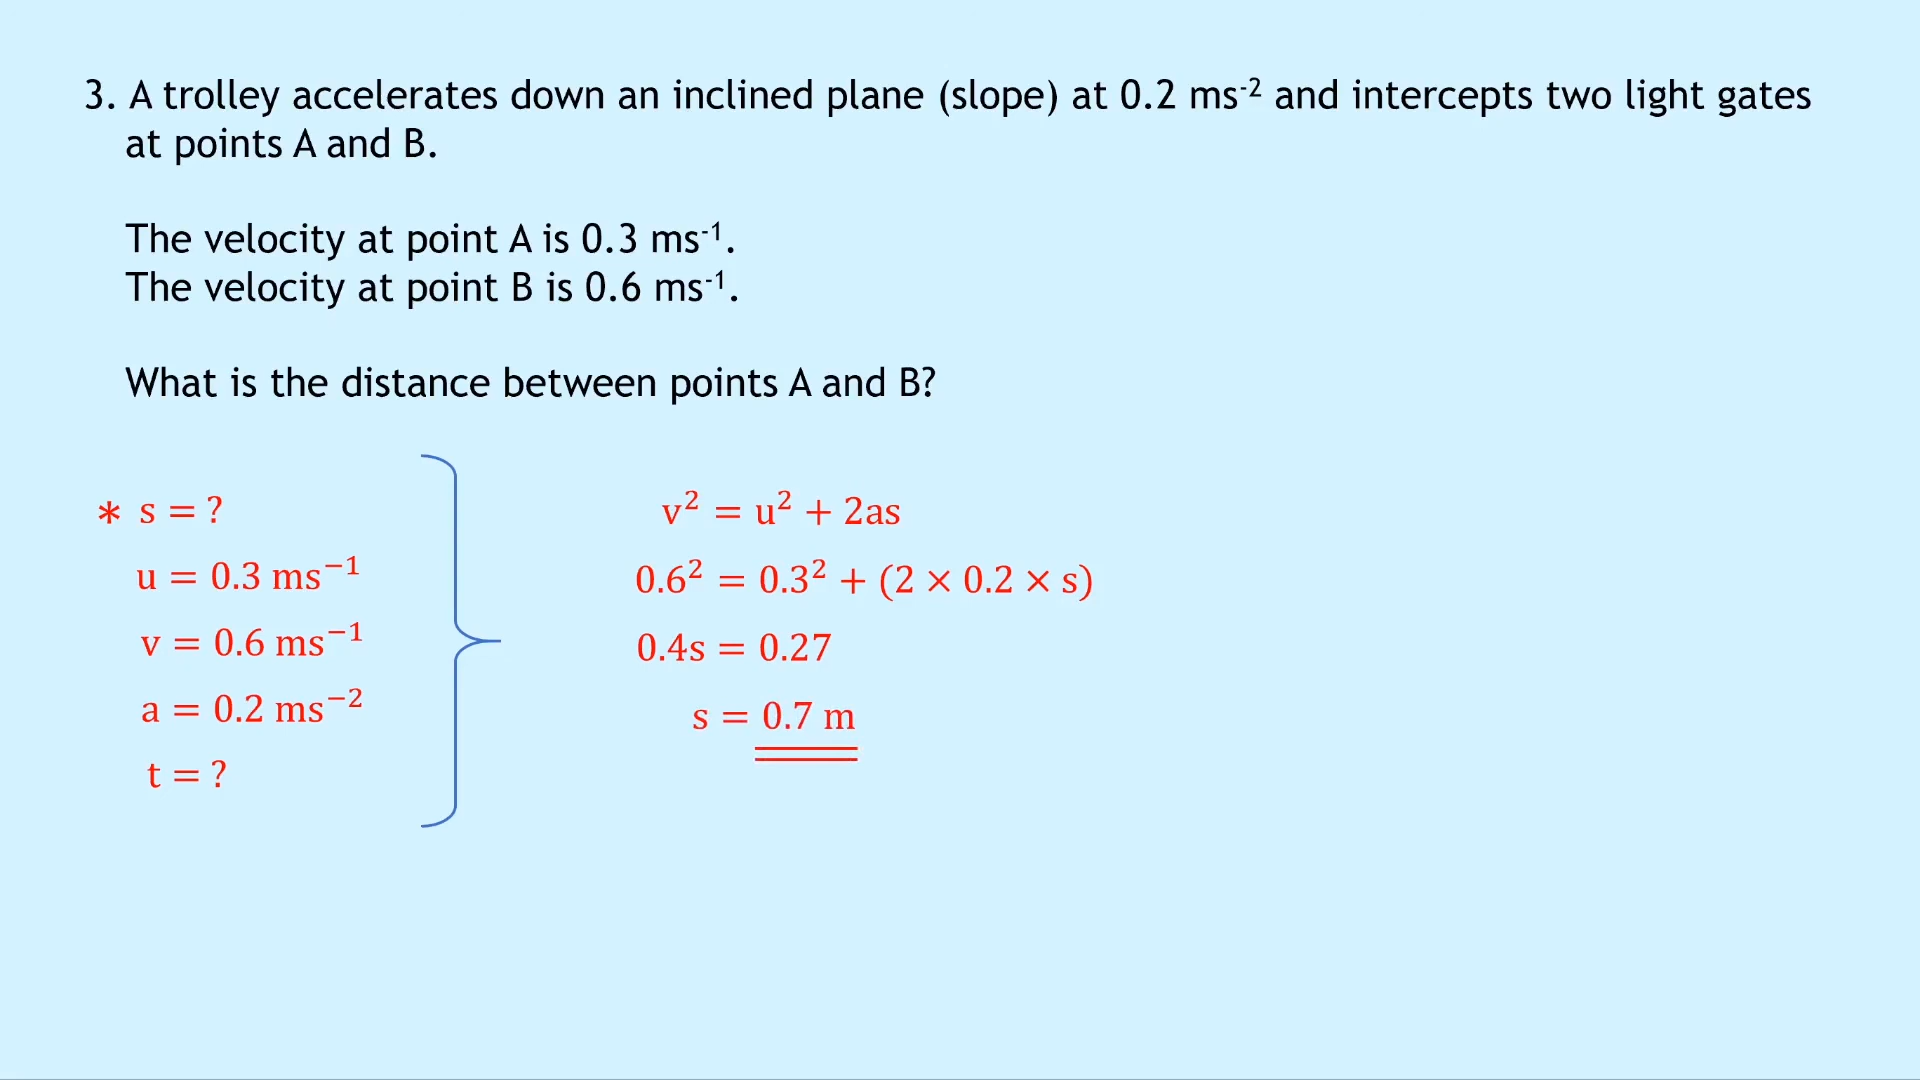 3. A trolley accelerates down an inclined plane (slope) at 0.2 ms⁻² and intercepts two light gates
at points A and B.
The velocity at point A is 0.3 ms⁻¹.
The velocity at point B is 0.6 ms⁻¹.
What is the distance between points A and B?
* s = ?
u = 0.3 ms⁻¹
v = 0.6 ms⁻¹
a = 0.2 ms⁻²
t = ?
v² = u² + 2as
0.6² = 0.3² + (2 × 0.2 × s)
0.4s = 0.27
s = 0.7 m